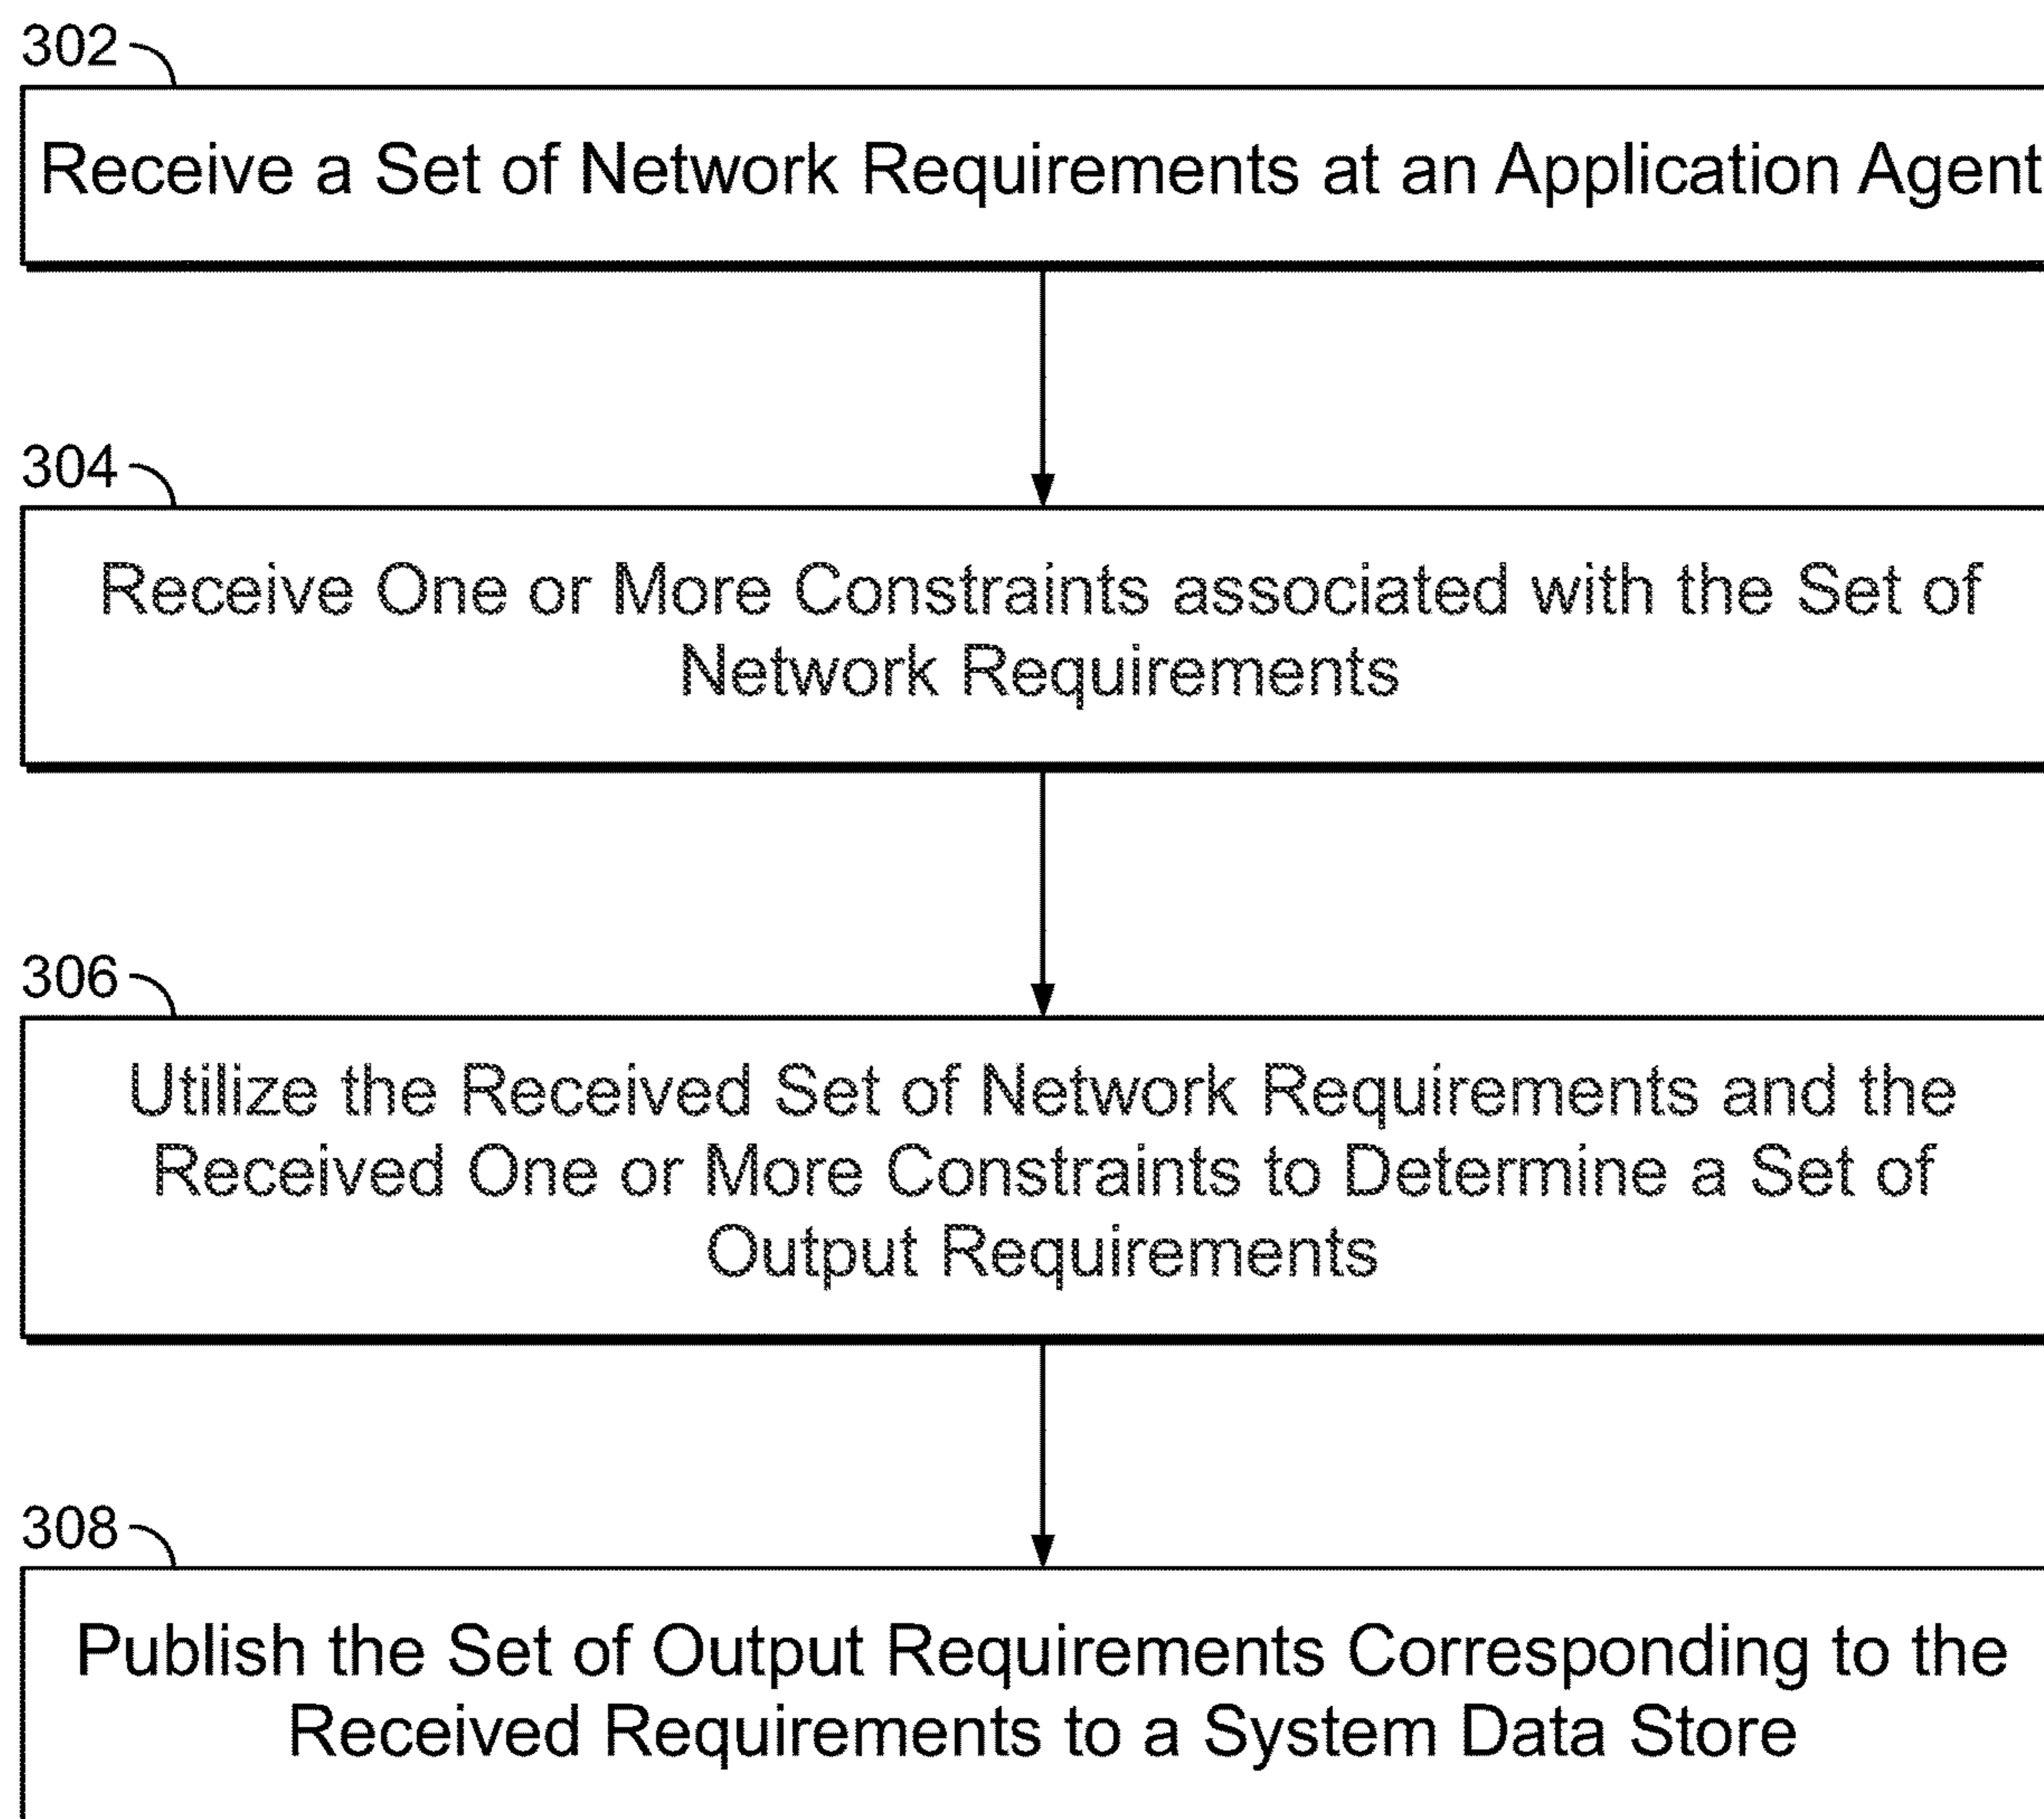 302
Receive a Set of Network Requirements at an Application Agent
304
Receive One or More Constraints associated with the Set of
Network Requirements
306
Utilize the Received Set of Network Requirements and the
Received One or More Constraints to Determine a Set of
Output Requirements
308
Publish the Set of Output Requirements Corresponding to the
Received Requirements to a System Data Store